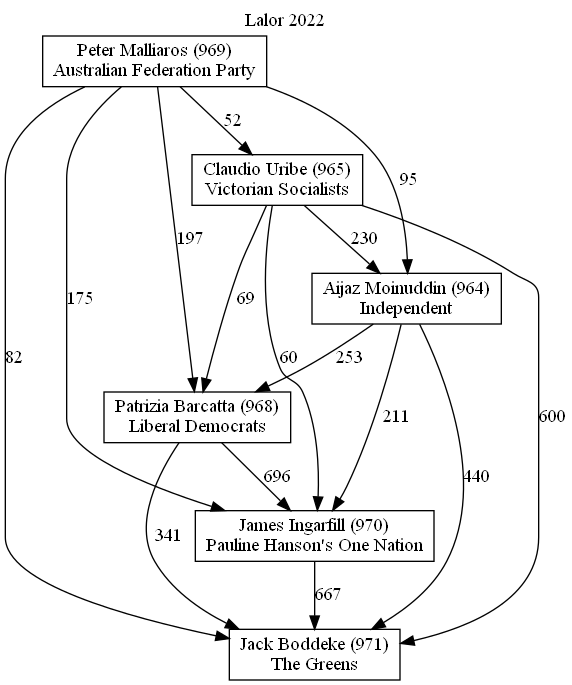 Lalor 2022
Peter Malliaros (969)
Australian Federation Party
52
95
Claudio Uribe (965)
Victorian Socialists
197
230
175
69
Aijaz Moinuddin (964)
Independent
82
60
253
Patrizia Barcatta (968)
Liberal Democrats
211
600
696
440
341
James Ingarfill (970)
Pauline Hanson's One Nation
667
Jack Boddeke (971)
The Greens